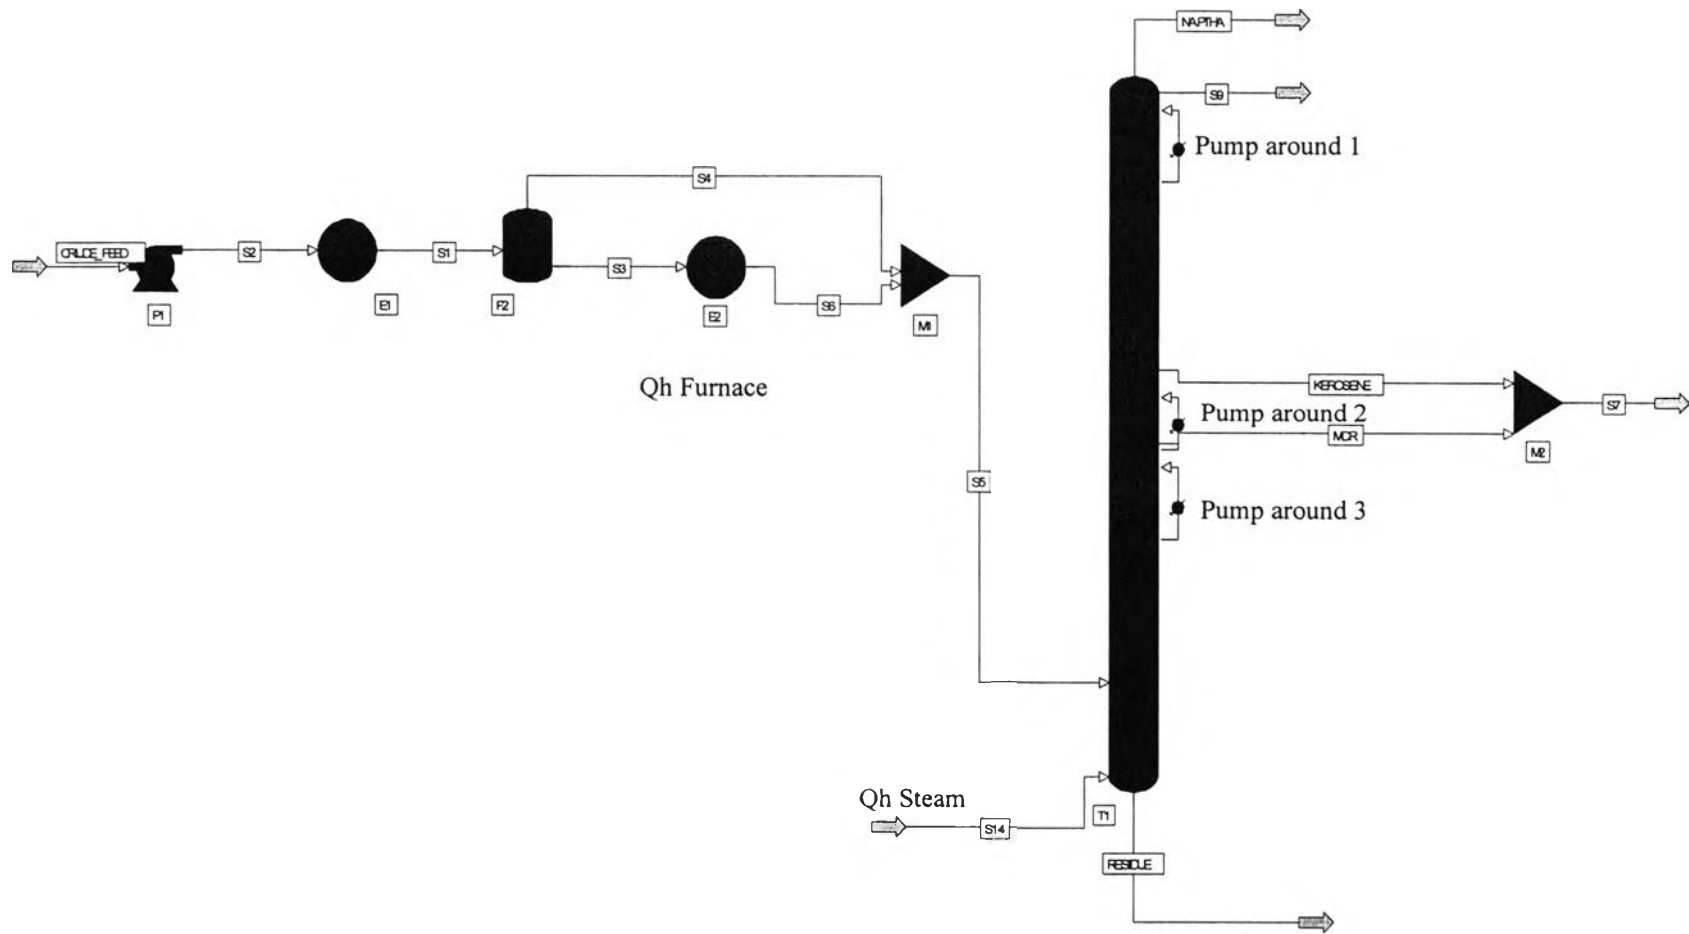 NAPTHA
S9
Pump around 1
S4
CRUDE_FEED
S2
S1
S3
S6
P1
E1
F2
E2
M1
Qh Furnace
KEROSENE
Pump around 2
MCR
S7
M2
S5
Pump around 3
Qh Steam
S14
T1
RESIDUE